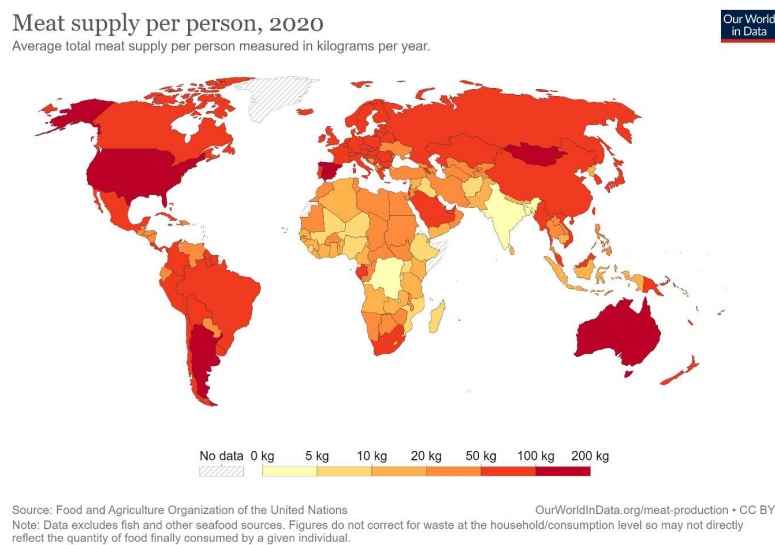 Meat supply per person, 2020
Average total meat supply per person measured in kilograms per year.
Our World
in Data
No data
0 kg
5 kg
10 kg
20 kg
50 kg
100 kg
200 kg
Source: Food and Agriculture Organization of the United Nations
OurWorldInData.org/meat-production • CC BY
Note: Data excludes fish and other seafood sources. Figures do not correct for waste at the household/consumption level so may not directly
reflect the quantity of food finally consumed by a given individual.